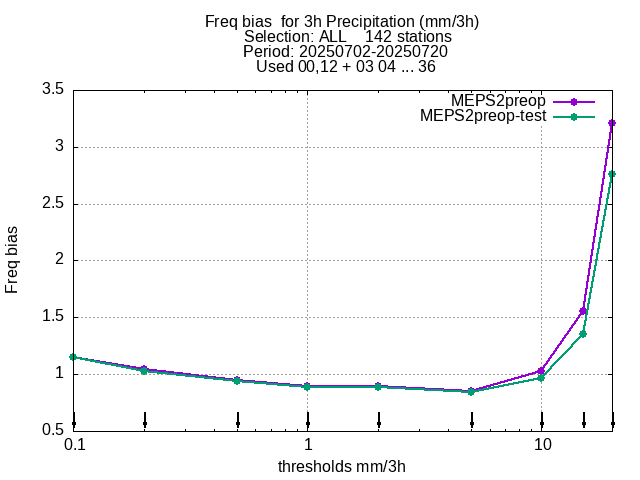 Freq bias  for 3h Precipitation (mm/3h)
Selection: ALL    142 stations
Period: 20250702-20250720
Used 00,12 + 03 04 ... 36
MEPS2preop
MEPS2preop-test
3.5
3
2.5
2
1.5
1
0.5
Freq bias
0.1 1 10
thresholds mm/3h